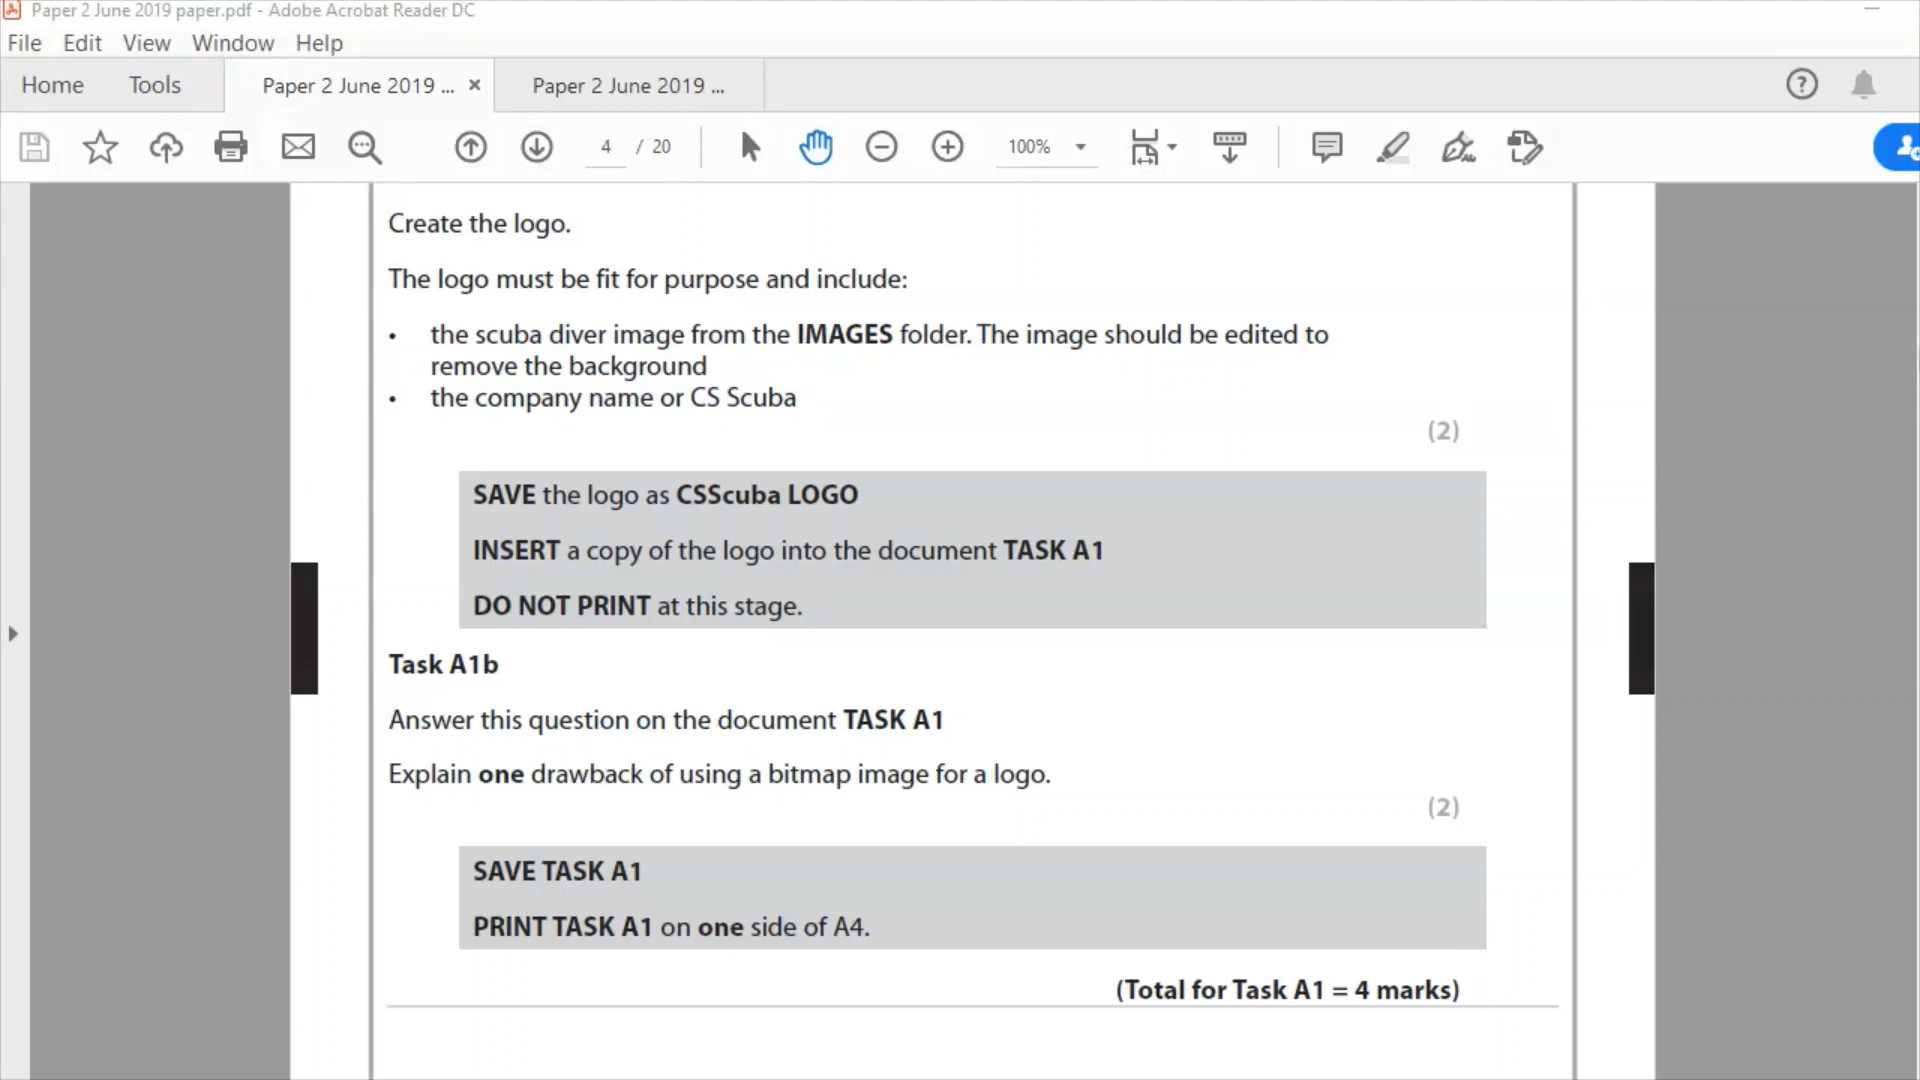 Paper 2 June 2019 paper.pdf - Adobe Acrobat Reader DC
File Edit View Window Help
Home Tools Paper 2 June 2019 ... × Paper 2 June 2019 ...
4 / 20 100%
Create the logo.
The logo must be fit for purpose and include:
• the scuba diver image from the IMAGES folder. The image should be edited to
remove the background
• the company name or CS Scuba
(2)
SAVE the logo as CSScuba LOGO
INSERT a copy of the logo into the document TASK A1
DO NOT PRINT at this stage.
Task A1b
Answer this question on the document TASK A1
Explain one drawback of using a bitmap image for a logo.
(2)
SAVE TASK A1
PRINT TASK A1 on one side of A4.
(Total for Task A1 = 4 marks)